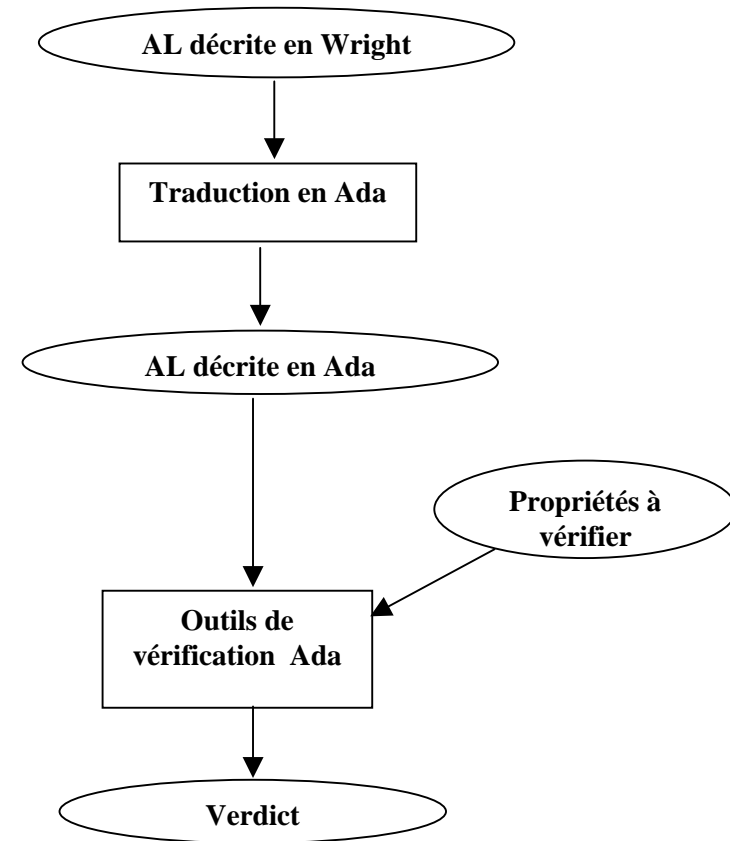 AL décrite en Wright
Traduction en Ada
AL décrite en Ada
Propriétés à
vérifier
Outils de
vérification Ada
Verdict